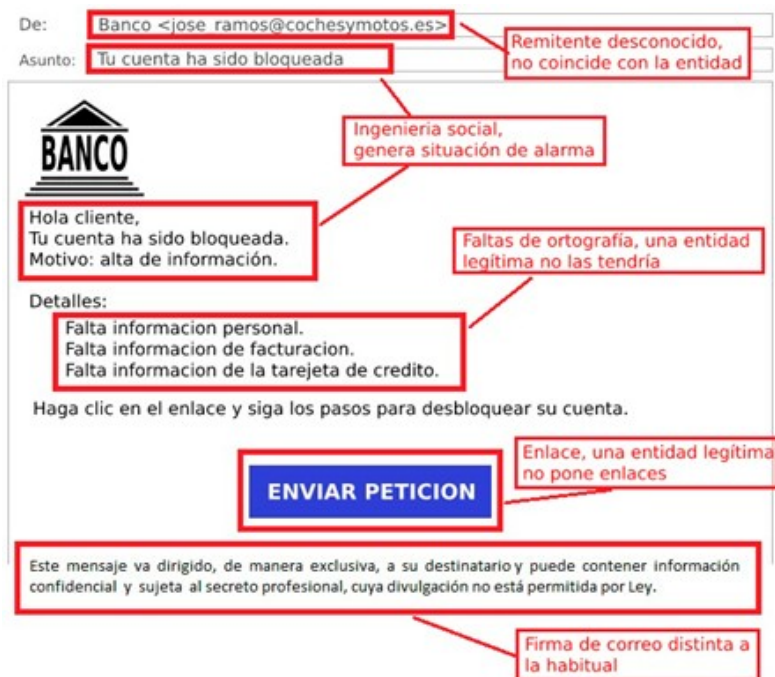 De: Banco <jose_ramos@cochesymotos.es>
Remitente desconocido,
no coincide con la entidad
Asunto: Tu cuenta ha sido bloqueada
Ingenieria social,
genera situación de alarma
BANCO
Hola cliente,
Tu cuenta ha sido bloqueada.
Motivo: alta de información.
Faltas de ortografía, una entidad
legítima no las tendría
Detalles:
Falta informacion personal.
Falta informacion de facturacion.
Falta informacion de la tarejeta de credito.
Haga clic en el enlace y siga los pasos para desbloquear su cuenta.
Enlace, una entidad legítima
no pone enlaces
ENVIAR PETICION
Este mensaje va dirigido, de manera exclusiva, a su destinatario y puede contener información
confidencial y sujeta al secreto profesional, cuya divulgación no está permitida por Ley.
Firma de correo distinta a
la habitual